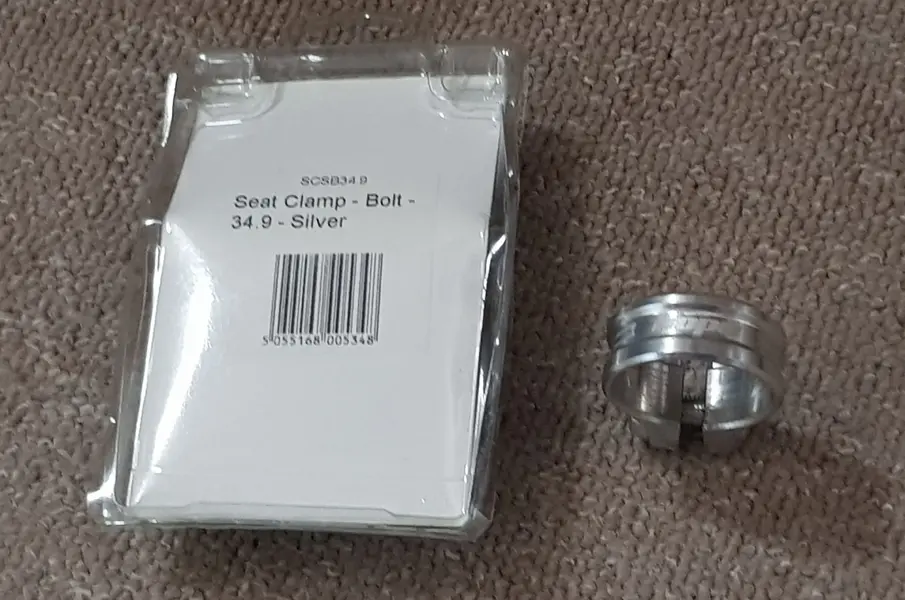 SCSB34.9
Seat Clamp - Bolt -
34.9 - Silver
5 055168 005348